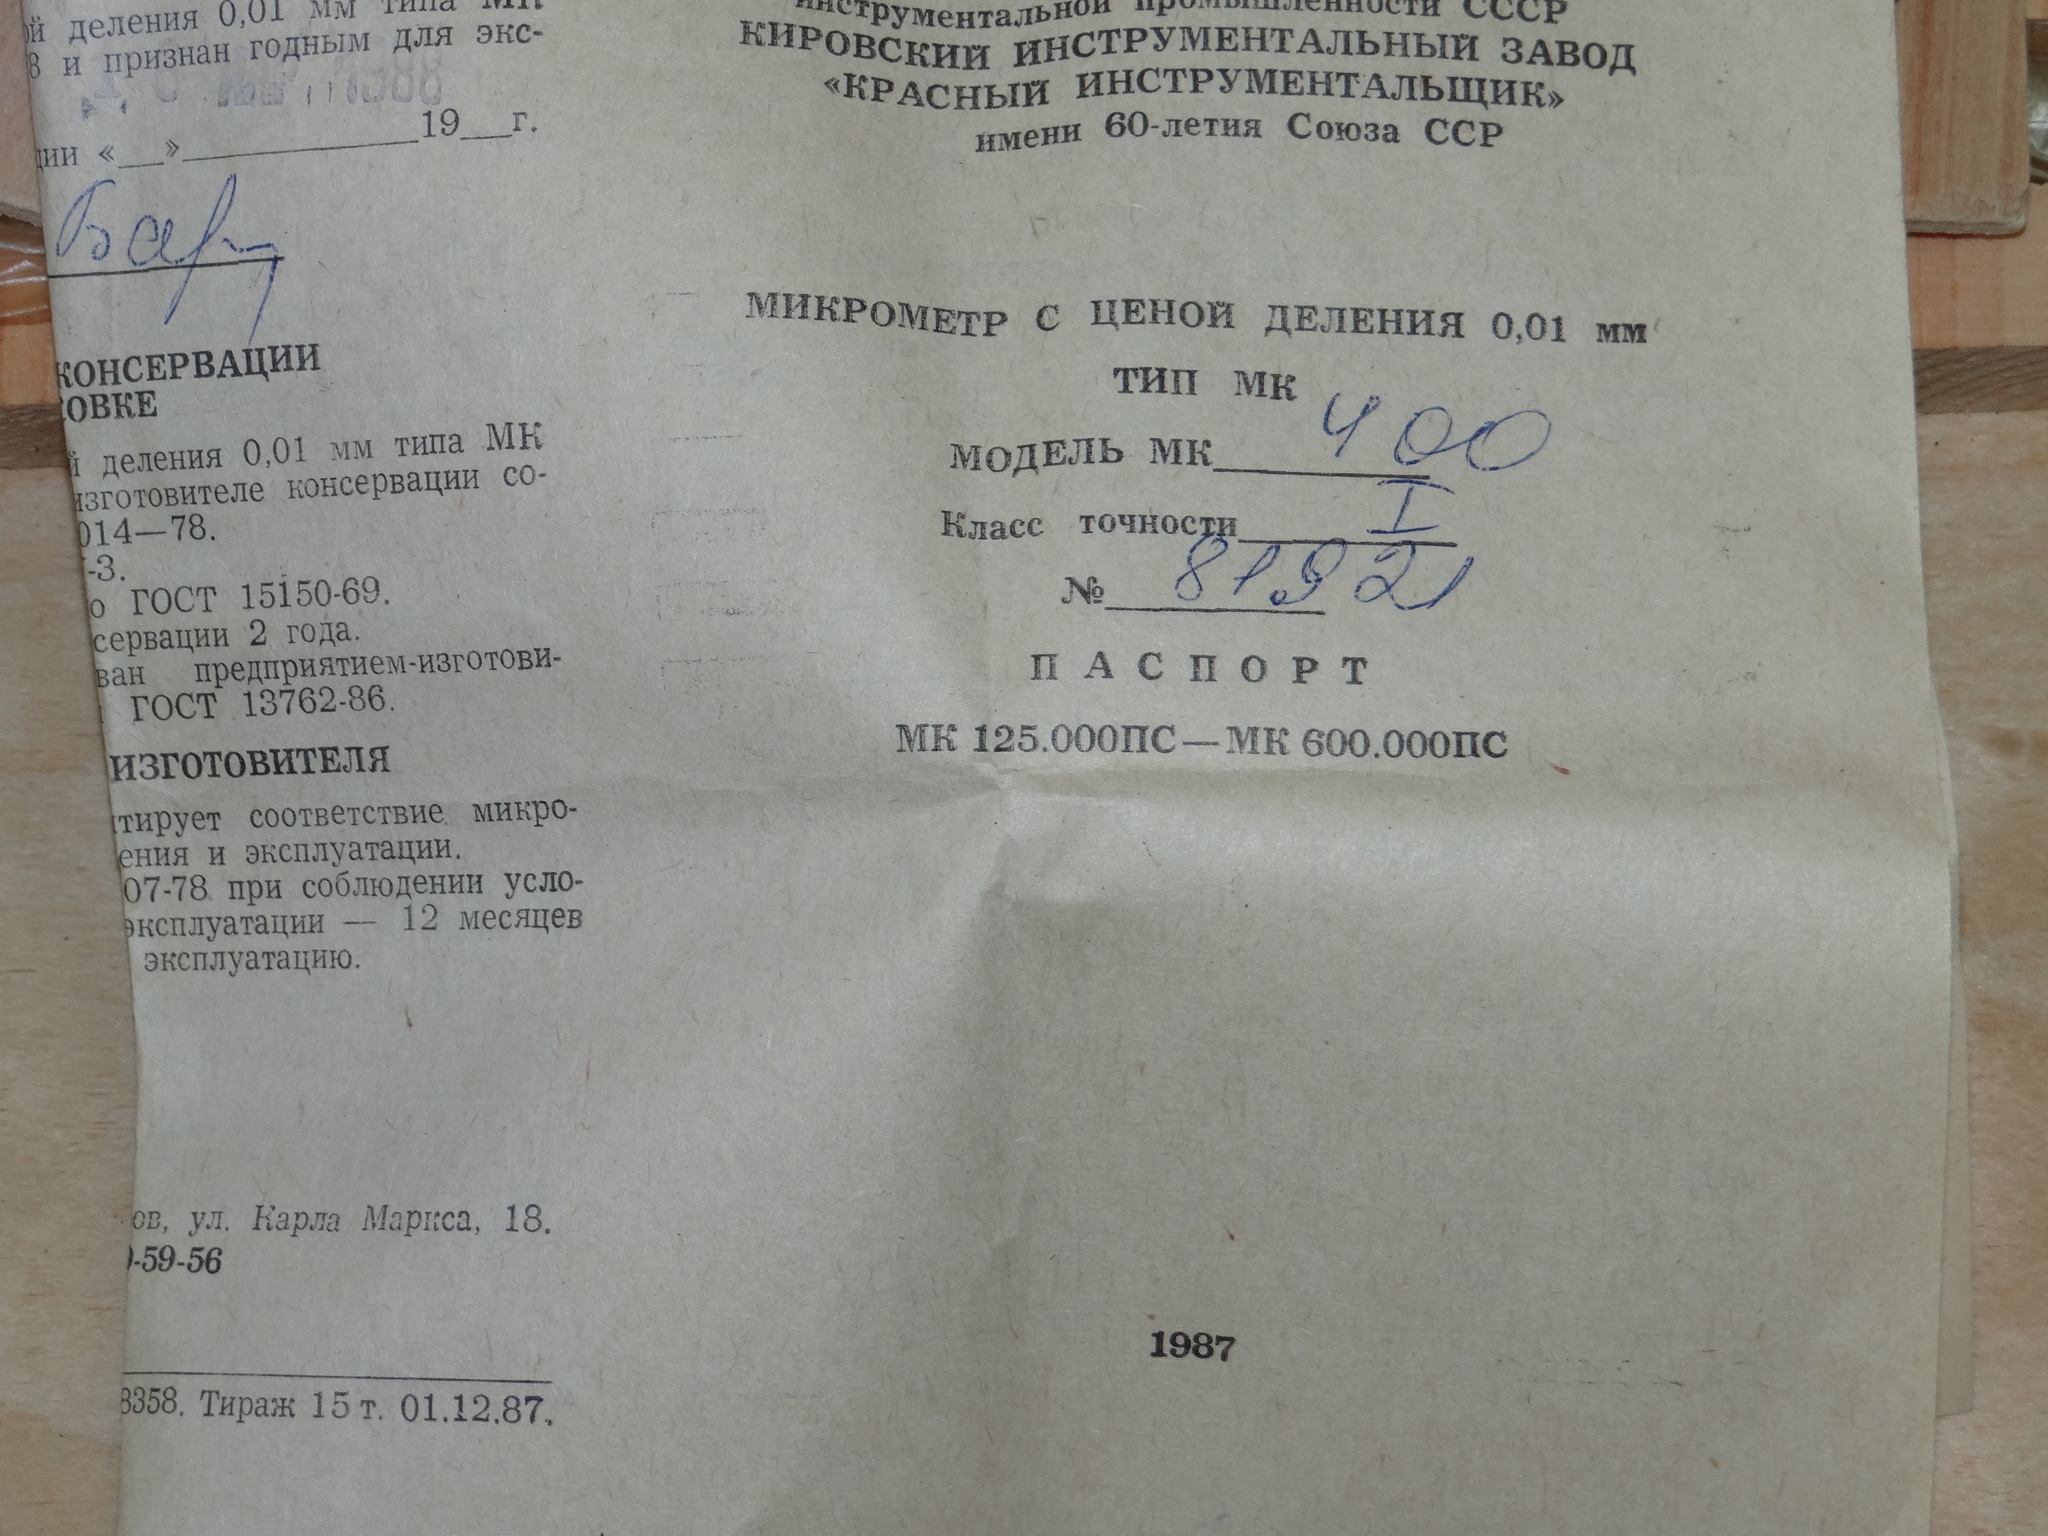 й деления 0,01 мм типа МК
8 и признан годным для экс-
1988
ции «__»____________19__г.
КОНСЕРВАЦИИ
ОВКЕ
й деления 0,01 мм типа МК
изготовителе консервации со-
014—78.
-3.
о ГОСТ 15150-69.
сервации 2 года.
ван предприятием-изготови-
ГОСТ 13762-86.
ИЗГОТОВИТЕЛЯ
тирует соответствие микро-
ения и эксплуатации.
07-78 при соблюдении усло-
эксплуатации — 12 месяцев
эксплуатацию.
ов, ул. Карла Маркса, 18.
-59-56
8358. Тираж 15 т. 01.12.87.
инструментальной промышленности СССР
КИРОВСКИЙ ИНСТРУМЕНТАЛЬНЫЙ ЗАВОД
«КРАСНЫЙ ИНСТРУМЕНТАЛЬЩИК»
имени 60-летия Союза ССР
МИКРОМЕТР С ЦЕНОЙ ДЕЛЕНИЯ 0,01 мм
ТИП МК
МОДЕЛЬ МК 400
Класс точности I
№ 81921
ПАСПОРТ
МК 125.000ПС—МК 600.000ПС
1987